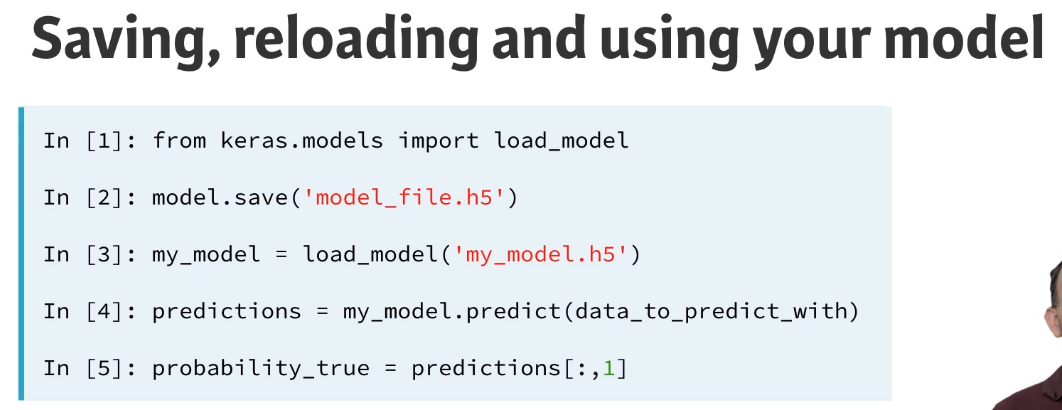 Saving, reloading and using your model
In [1]: from keras.models import load_model
In [2]: model.save('model_file.h5')
In [3]: my_model = load_model('my_model.h5')
In [4]: predictions = my_model.predict(data_to_predict_with)
In [5]: probability_true = predictions[:,1]